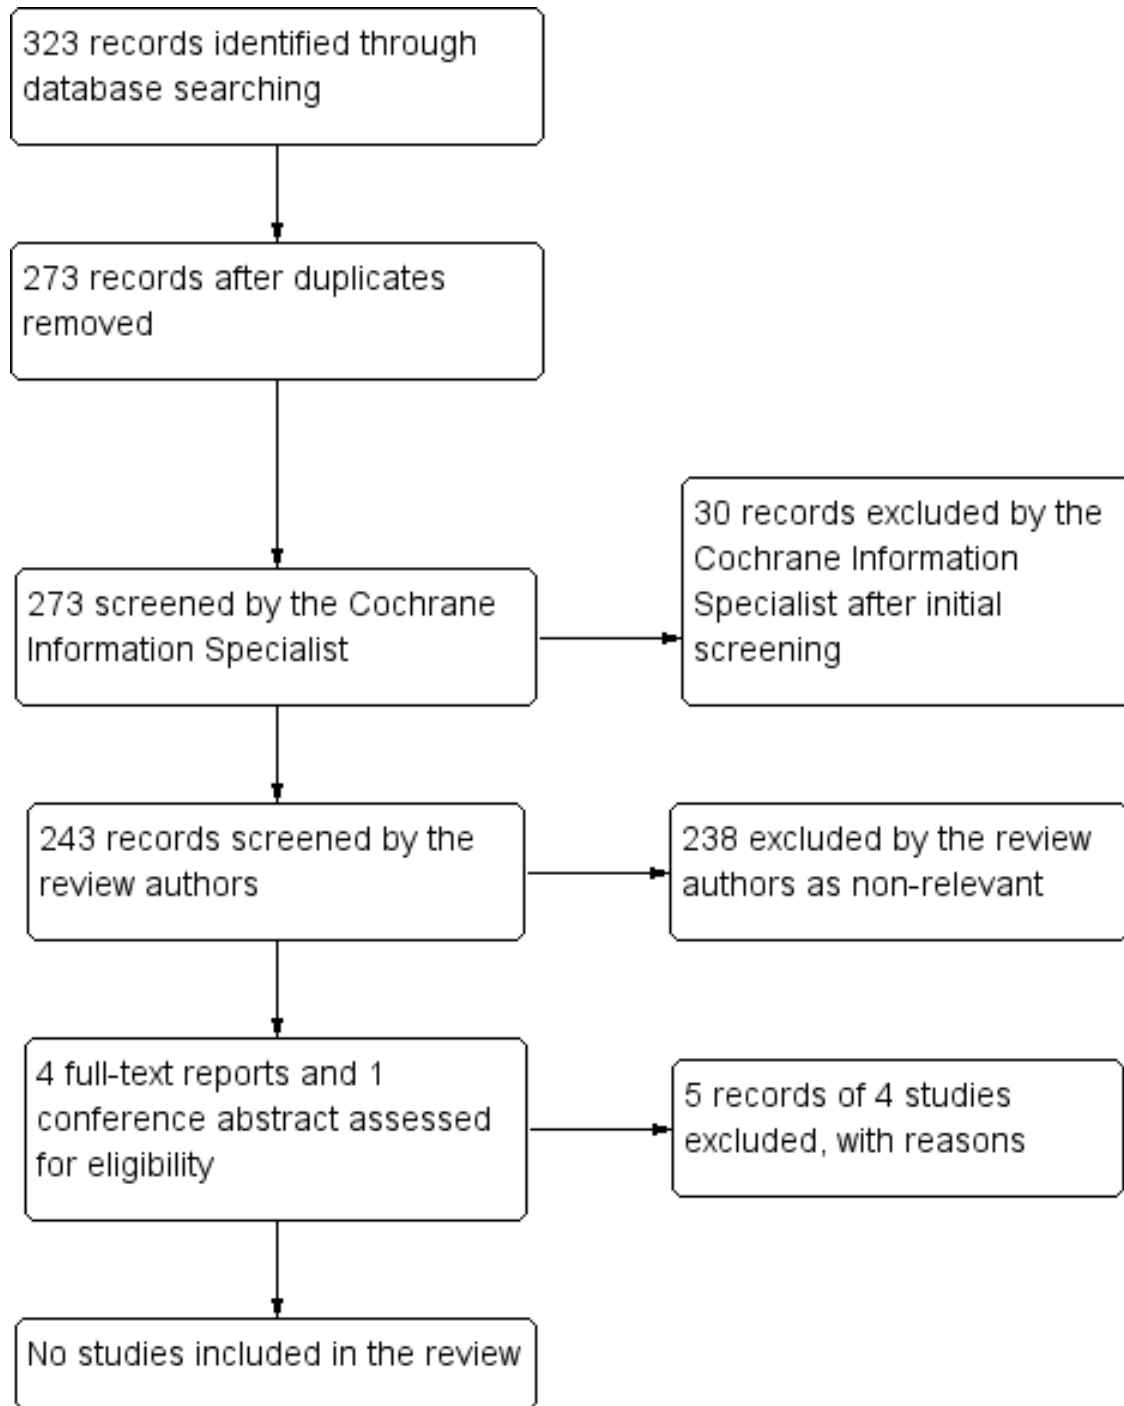 323 records identified through
database searching
273 records after duplicates
removed
30 records excluded by the
Cochrane Information
Specialist after initial
screening
273 screened by the Cochrane
Information Specialist
243 records screened by the
review authors
238 excluded by the review
authors as non-relevant
4 full-text reports and 1
conference abstract assessed
for eligibility
5 records of 4 studies
excluded, with reasons
No studies included in the review